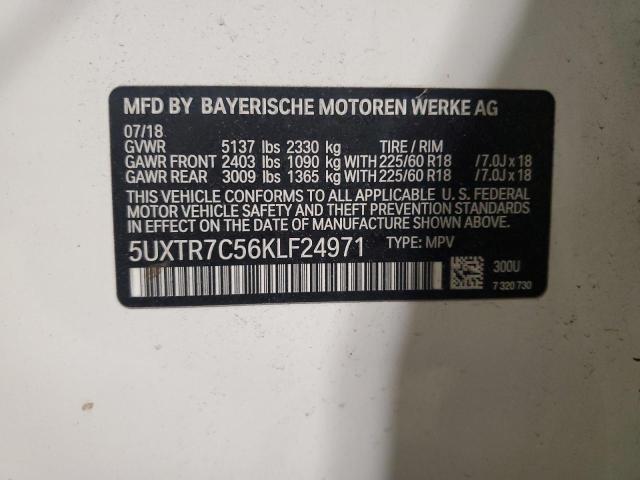 MFD BY BAYERISCHE MOTOREN WERKE AG
07/18
GVWR 5137 lbs 2330 kg TIRE / RIM
GAWR FRONT 2403 lbs 1090 kg WITH 225/60 R18 / 7.0J x 18
GAWR REAR 3009 lbs 1365 kg WITH 225/60 R18 / 7.0J x 18
THIS VEHICLE CONFORMS TO ALL APPLICABLE U. S. FEDERAL
MOTOR VEHICLE SAFETY AND THEFT PREVENTION STANDARDS
IN EFFECT ON THE DATE OF MANUFACTURE SHOWN ABOVE.
5UXTR7C56KLF24971 TYPE: MPV
300U
7 320 730